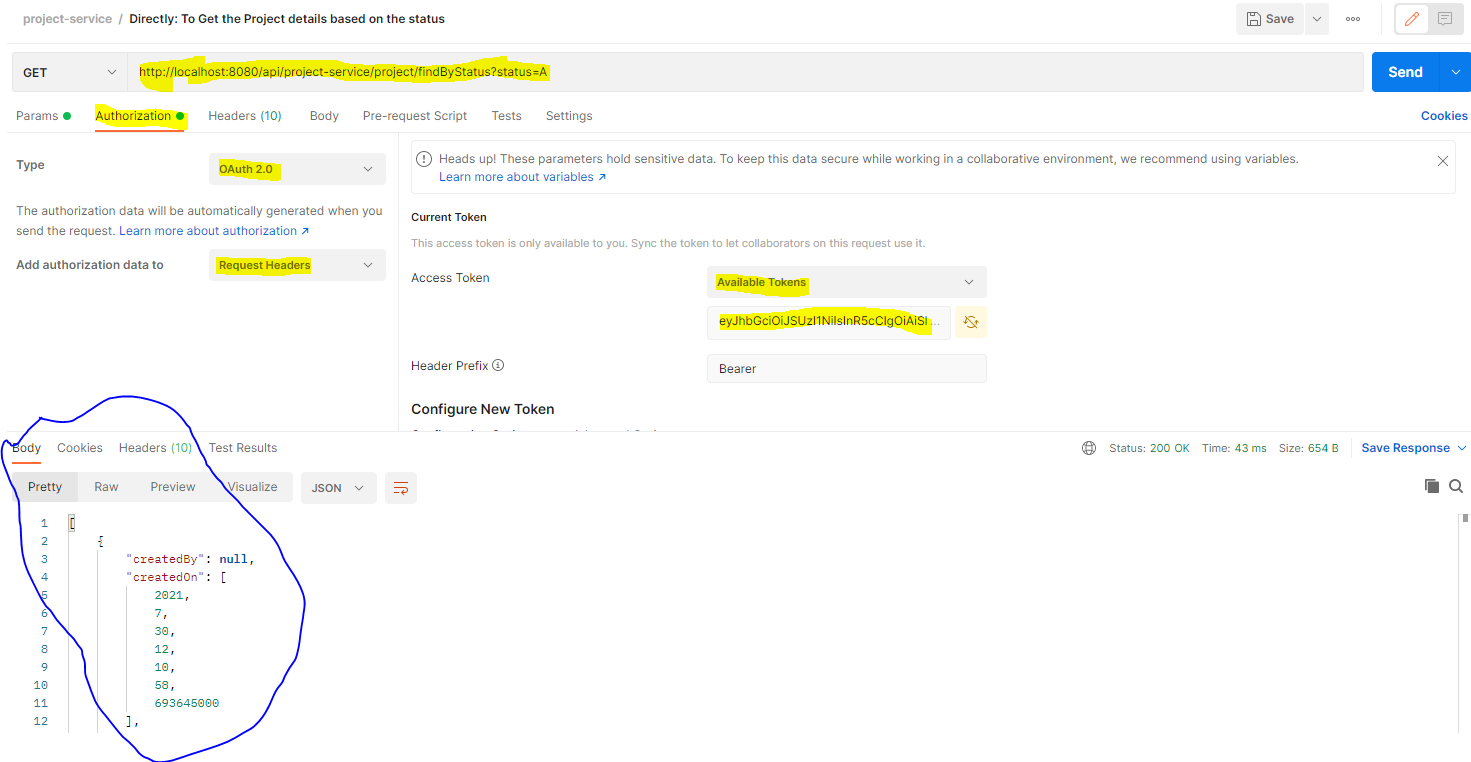 project-service / Directly: To Get the Project details based on the status
Save
GET
http://localhost:8080/api/project-service/project/findByStatus?status=A
Send
Params
Authorization
Headers (10)
Body
Pre-request Script
Tests
Settings
Cookies
Type
OAuth 2.0
The authorization data will be automatically generated when you
send the request. Learn more about authorization ↗
Add authorization data to
Request Headers
Heads up! These parameters hold sensitive data. To keep this data secure while working in a collaborative environment, we recommend using variables.
Learn more about variables ↗
Current Token
This access token is only available to you. Sync the token to let collaborators on this request use it.
Access Token
Available Tokens
Header Prefix
Bearer
Configure New Token
Body
Cookies
Headers (10)
Test Results
Status: 200 OK
Time: 43 ms
Size: 654 B
Save Response
Pretty
Raw
Preview
Visualize
JSON
1 [
2 {
3 "createdBy": null,
4 "createdOn": [
5 2021,
6 7,
7 30,
8 12,
9 10,
10 58,
11 693645000
12 ],